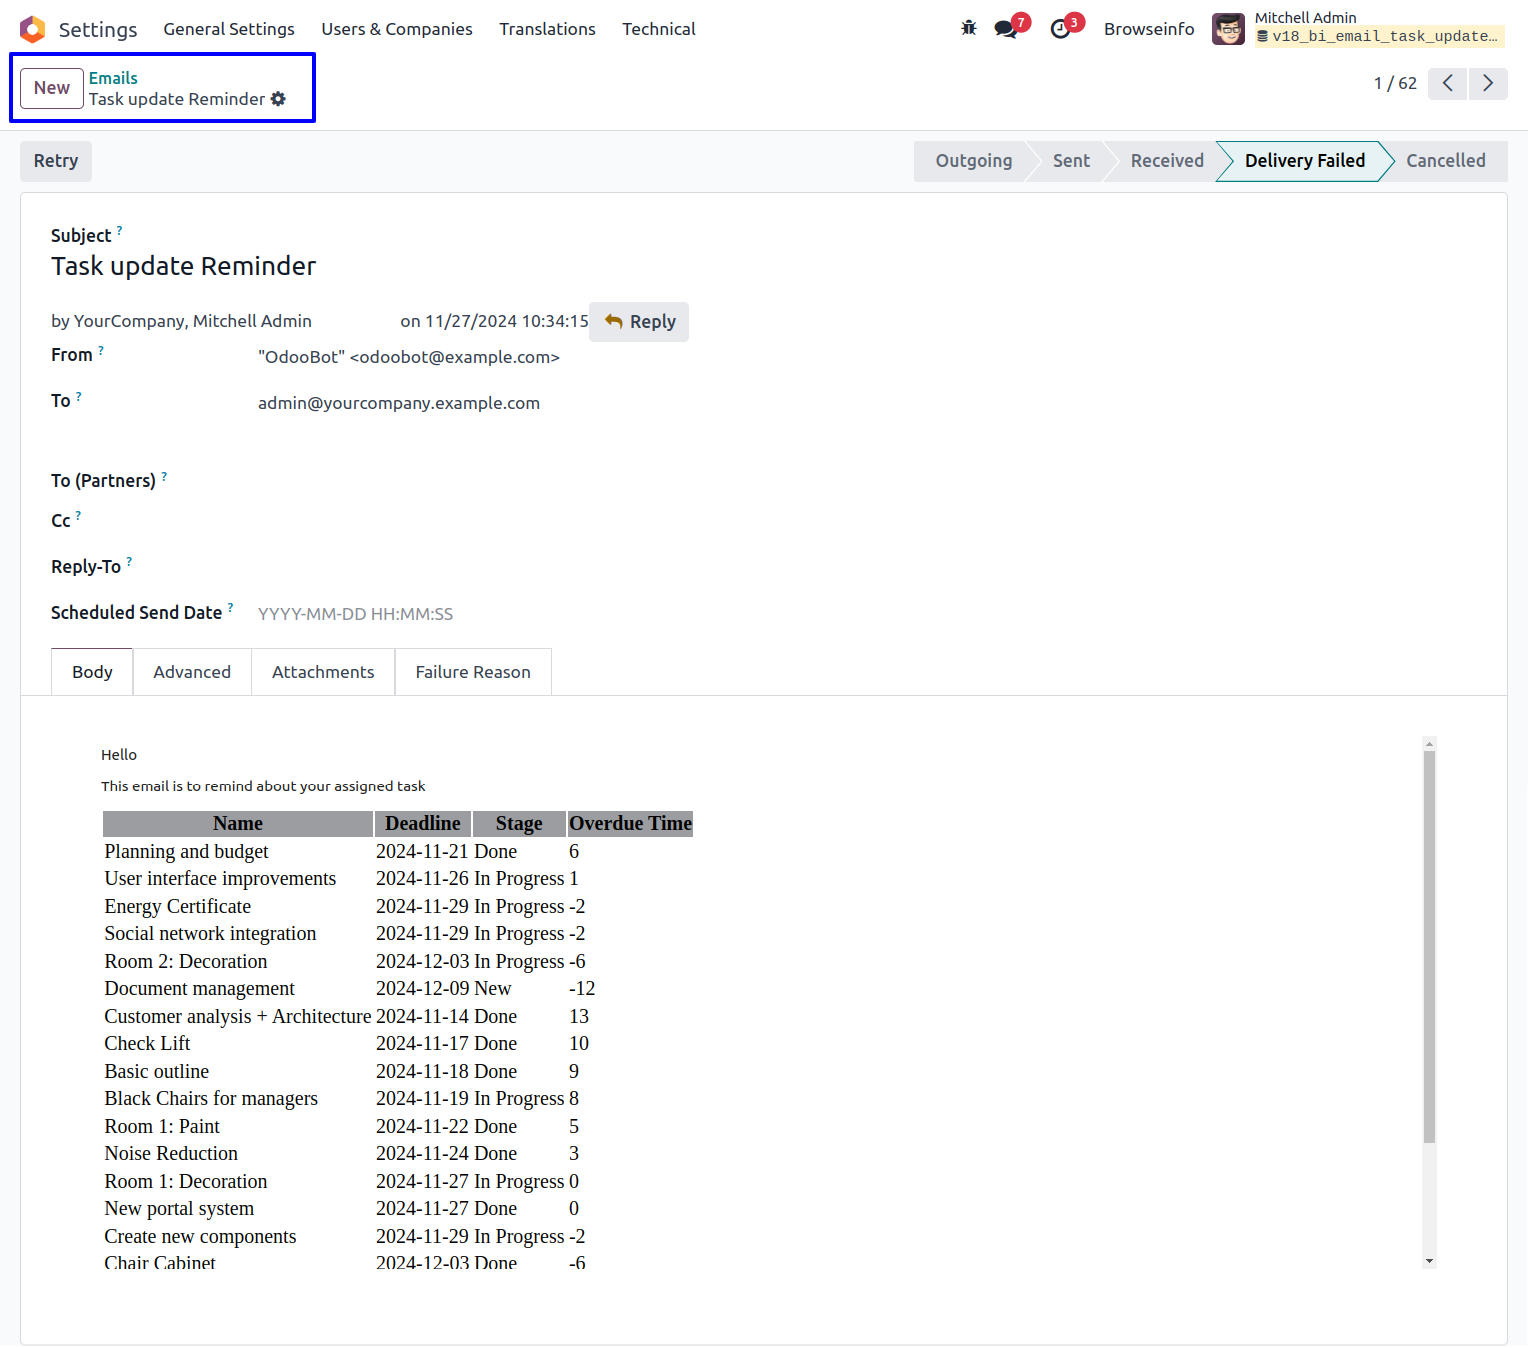 Settings General Settings Users & Companies Translations Technical 7 3 Browseinfo Mitchell Admin
v18_bi_email_task_update...
New Emails
Task update Reminder
1 / 62
Retry Outgoing Sent Received Delivery Failed Cancelled
Subject ?
Task update Reminder
by YourCompany, Mitchell Admin on 11/27/2024 10:34:15 Reply
From ? "OdooBot" <odoobot@example.com>
To ? admin@yourcompany.example.com
To (Partners) ?
Cc ?
Reply-To ?
Scheduled Send Date ? YYYY-MM-DD HH:MM:SS
Body Advanced Attachments Failure Reason
Hello
This email is to remind about your assigned task
Name Deadline Stage Overdue Time
Planning and budget 2024-11-21 Done 6
User interface improvements 2024-11-26 In Progress 1
Energy Certificate 2024-11-29 In Progress -2
Social network integration 2024-11-29 In Progress -2
Room 2: Decoration 2024-12-03 In Progress -6
Document management 2024-12-09 New -12
Customer analysis + Architecture 2024-11-14 Done 13
Check Lift 2024-11-17 Done 10
Basic outline 2024-11-18 Done 9
Black Chairs for managers 2024-11-19 In Progress 8
Room 1: Paint 2024-11-22 Done 5
Noise Reduction 2024-11-24 Done 3
Room 1: Decoration 2024-11-27 In Progress 0
New portal system 2024-11-27 Done 0
Create new components 2024-11-29 In Progress -2
Chair Cabinet 2024-12-03 Done -6